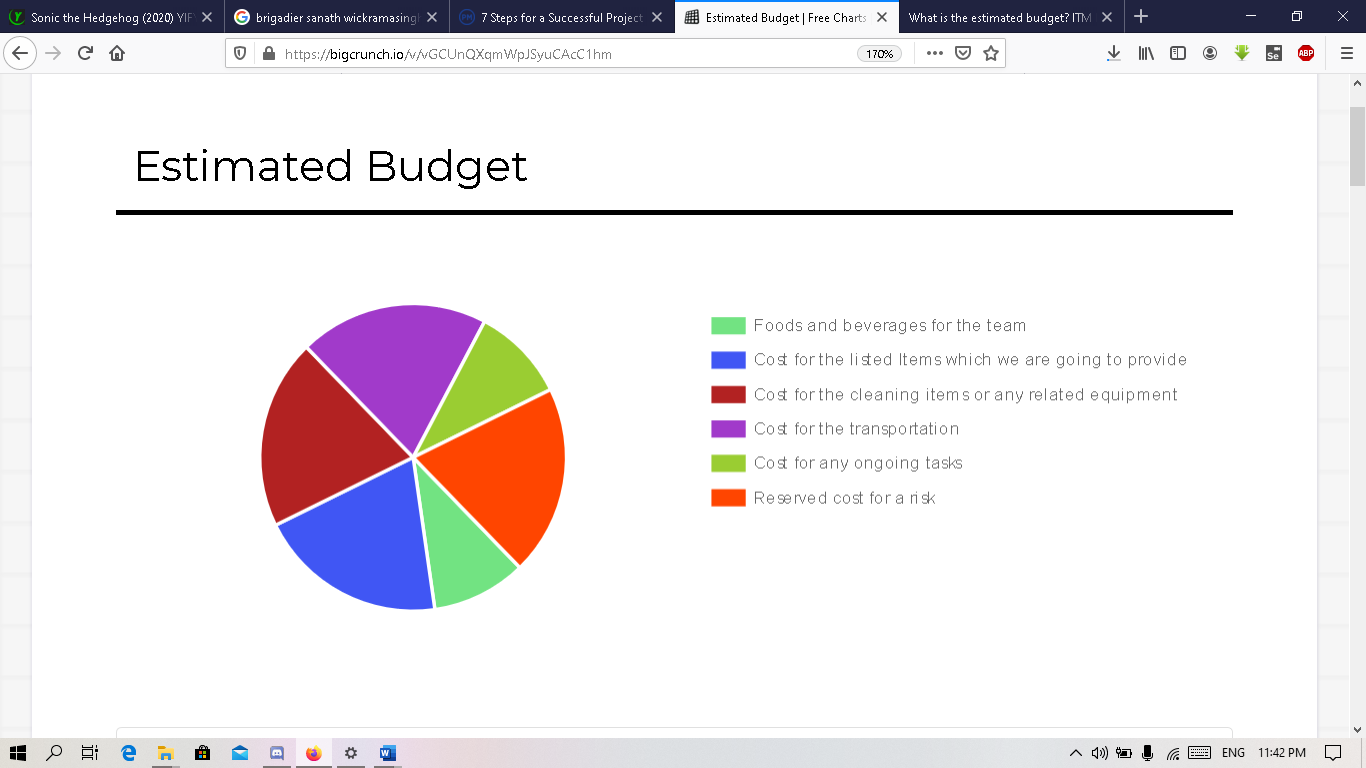 Sonic the Hedgehog (2020) YIF
brigadier sanath wickramasing
7 Steps for a Successful Project
Estimated Budget | Free Charts
What is the estimated budget? ITM
https://bigcrunch.io/v/vGCUnQXqmWpJSyuCAcC1hm
170%
Se
ABP
Estimated Budget
Foods and beverages for the team
Cost for the listed Items which we are going to provide
Cost for the cleaning items or any related equipment
Cost for the transportation
Cost for any ongoing tasks
Reserved cost for a risk
ENG
11:42 PM